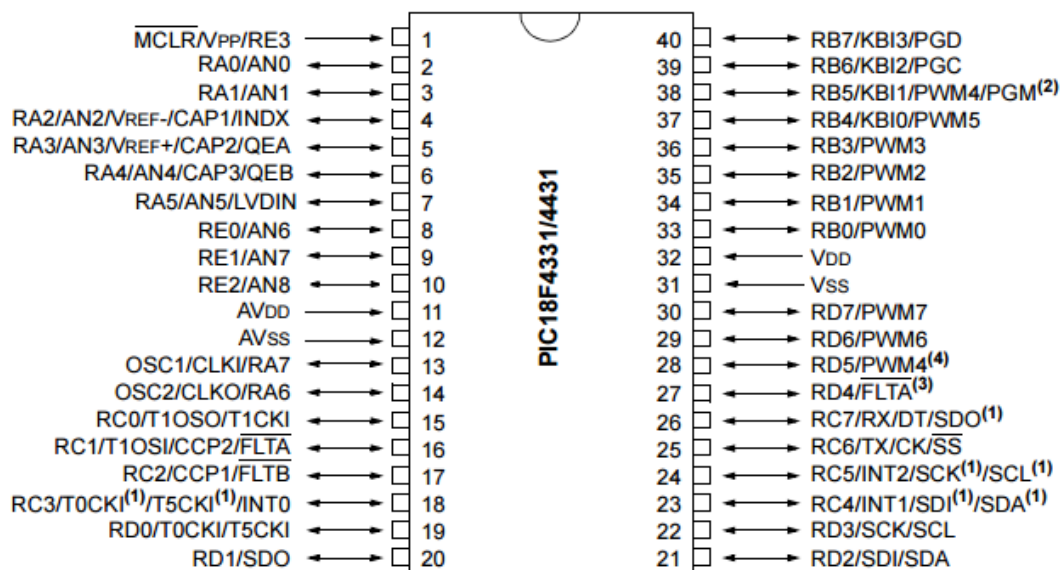 MCLR/VPP/RE3 1 40 RB7/KBI3/PGD
RA0/AN0 2 39 RB6/KBI2/PGC
RA1/AN1 3 38 RB5/KBI1/PWM4/PGM(2)
RA2/AN2/VREF-/CAP1/INDX 4 37 RB4/KBI0/PWM5
RA3/AN3/VREF+/CAP2/QEA 5 36 RB3/PWM3
RA4/AN4/CAP3/QEB 6 35 RB2/PWM2
RA5/AN5/LVDIN 7 34 RB1/PWM1
RE0/AN6 8 33 RB0/PWM0
RE1/AN7 9 32 VDD
RE2/AN8 10 31 VSS
AVDD 11 30 RD7/PWM7
AVSS 12 29 RD6/PWM6
OSC1/CLKI/RA7 13 28 RD5/PWM4(4)
OSC2/CLKO/RA6 14 27 RD4/FLTA(3)
RC0/T1OSO/T1CKI 15 26 RC7/RX/DT/SDO(1)
RC1/T1OSI/CCP2/FLTA 16 25 RC6/TX/CK/SS
RC2/CCP1/FLTB 17 24 RC5/INT2/SCK(1)/SCL(1)
RC3/T0CKI(1)/T5CKI(1)/INT0 18 23 RC4/INT1/SDI(1)/SDA(1)
RD0/T0CKI/T5CKI 19 22 RD3/SCK/SCL
RD1/SDO 20 21 RD2/SDI/SDA
PIC18F4331/4431